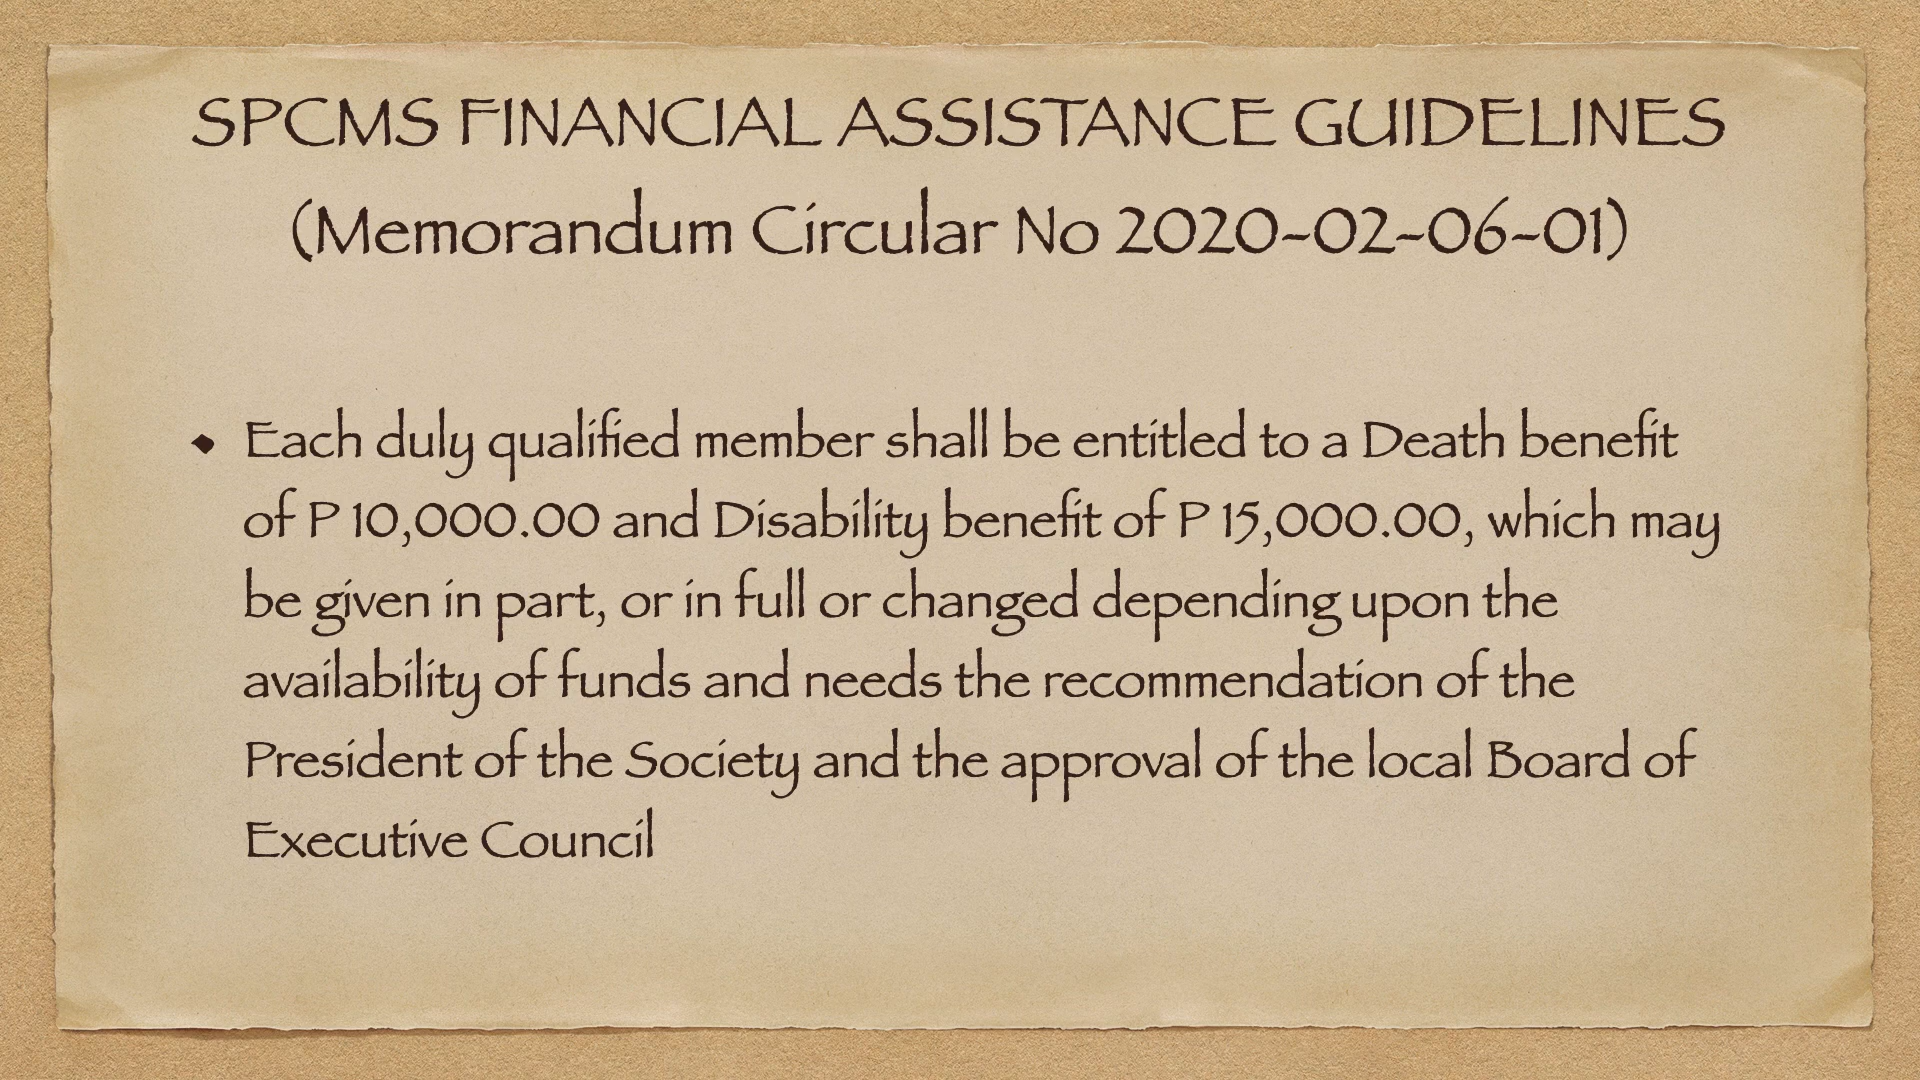 SPCMS FINANCIAL ASSISTANCE GUIDELINES
(Memorandum Circular No 2020-02-06-01)
• Each duly qualified member shall be entitled to a Death benefit
of P 10,000.00 and Disability benefit of P 15,000.00, which may
be given in part, or in full or changed depending upon the
availability of funds and needs the recommendation of the
President of the Society and the approval of the local Board of
Executive Council